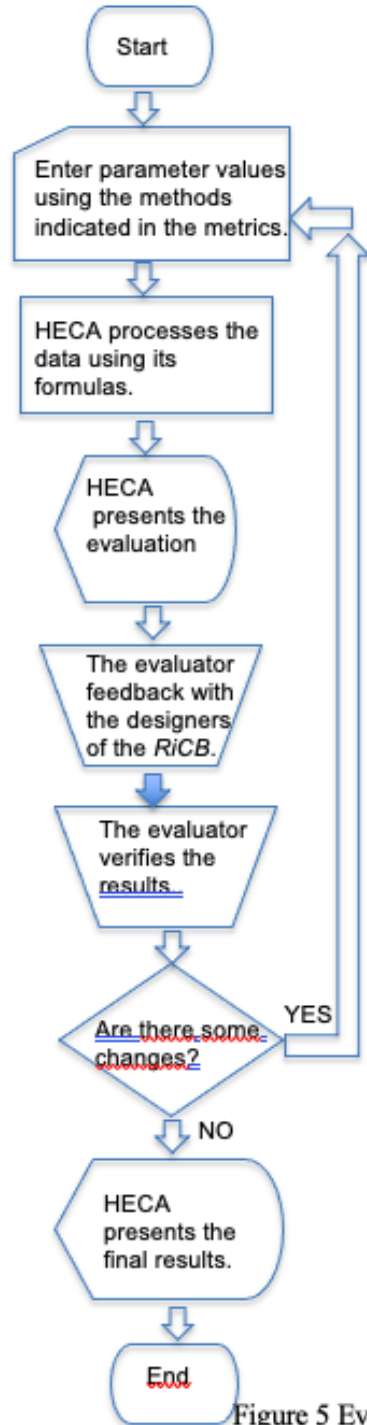 Start
Enter parameter values
using the methods
indicated in the metrics.
HECA processes the
data using its
formulas.
HECA
presents the
evaluation
The evaluator
feedback with
the designers
of the RiCB.
The evaluator
verifies the
results..
YES
Are there some
changes?
NO
HECA
presents the
final results.
End
Figure 5 Ev